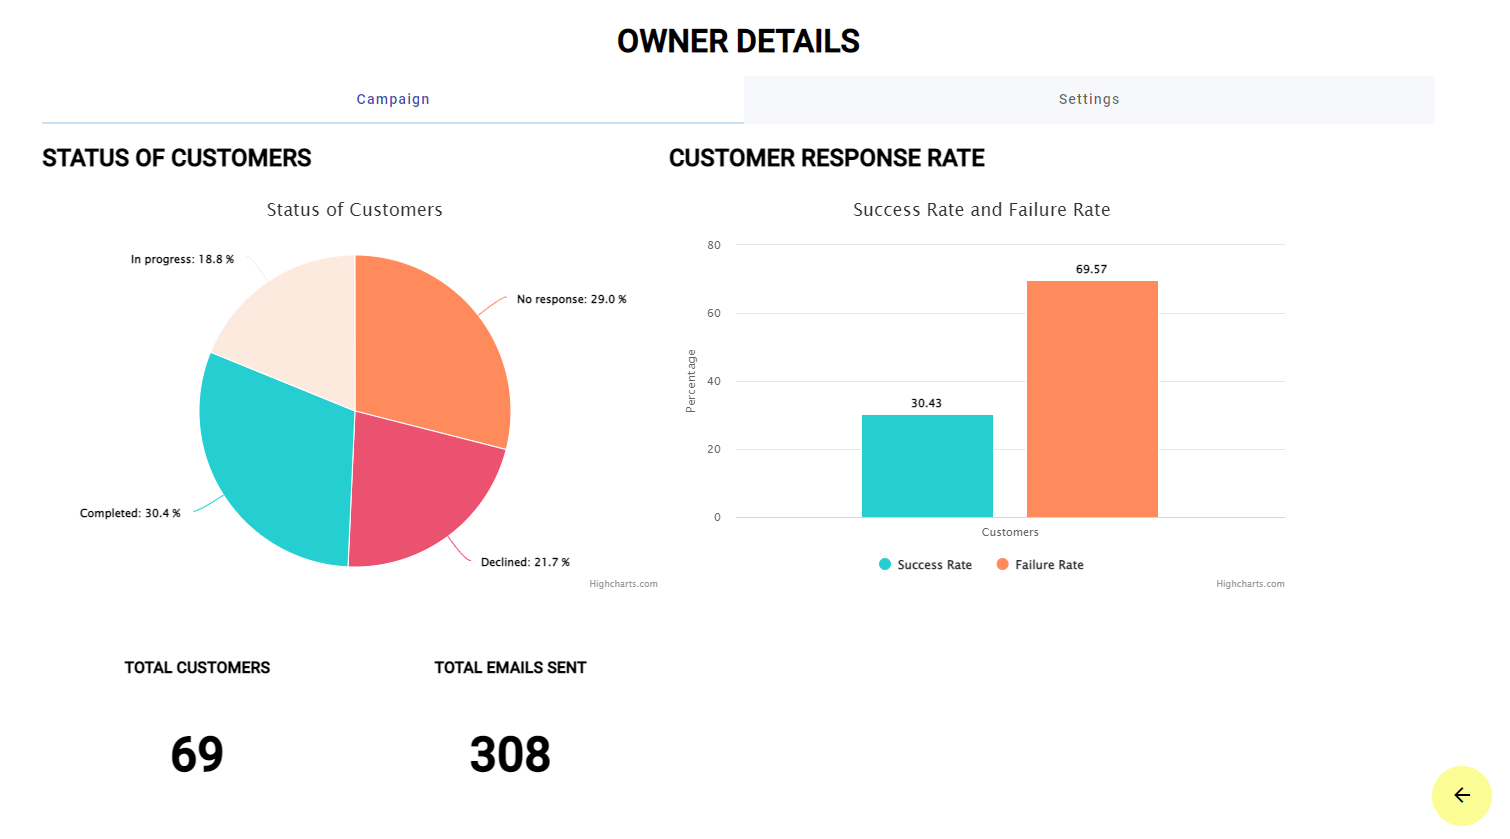 OWNER DETAILS
Campaign
Settings
STATUS OF CUSTOMERS
Status of Customers
In progress: 18.8 %
No response: 29.0 %
Completed: 30.4 %
Declined: 21.7 %
Highcharts.com
CUSTOMER RESPONSE RATE
Success Rate and Failure Rate
Percentage
80
60
40
20
0
69.57
30.43
Customers
Success Rate
Failure Rate
Highcharts.com
TOTAL CUSTOMERS
69
TOTAL EMAILS SENT
308